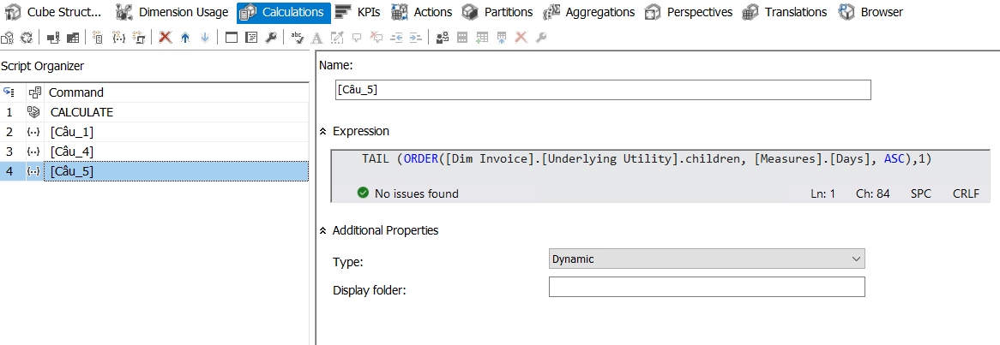 Cube Struct... Dimension Usage Calculations KPIs Actions Partitions Aggregations Perspectives Translations Browser
Script Organizer
Command
1 CALCULATE
2 [Câu_1]
3 [Câu_4]
4 [Câu_5]
Name:
[Câu_5]
Expression
TAIL (ORDER([Dim Invoice].[Underlying Utility].children, [Measures].[Days], ASC),1)
No issues found Ln: 1 Ch: 84 SPC CRLF
Additional Properties
Type: Dynamic
Display folder: